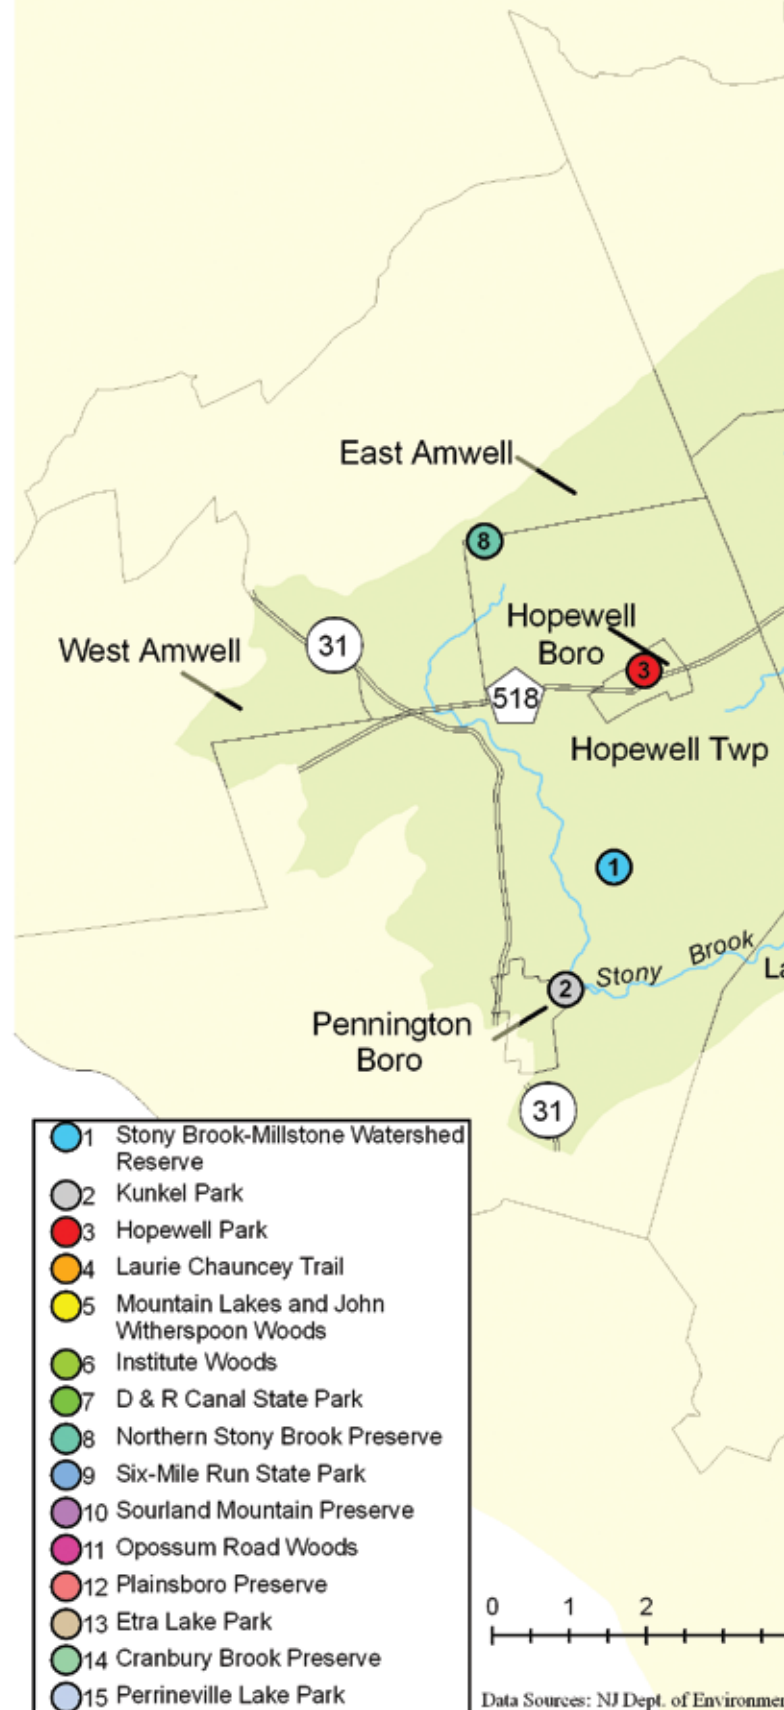 East Amwell
8
Hopewell
Boro
31
West Amwell
3
518
Hopewell Twp
1
Stony Brook
La
2
Pennington
Boro
31
1 Stony Brook-Millstone Watershed
Reserve
2 Kunkel Park
3 Hopewell Park
4 Laurie Chauncey Trail
5 Mountain Lakes and John
Witherspoon Woods
6 Institute Woods
7 D & R Canal State Park
8 Northern Stony Brook Preserve
9 Six-Mile Run State Park
10 Sourland Mountain Preserve
11 Opossum Road Woods
12 Plainsboro Preserve
13 Etra Lake Park
14 Cranbury Brook Preserve
15 Perrineville Lake Park
0 1 2
Data Sources: NJ Dept. of Environmen